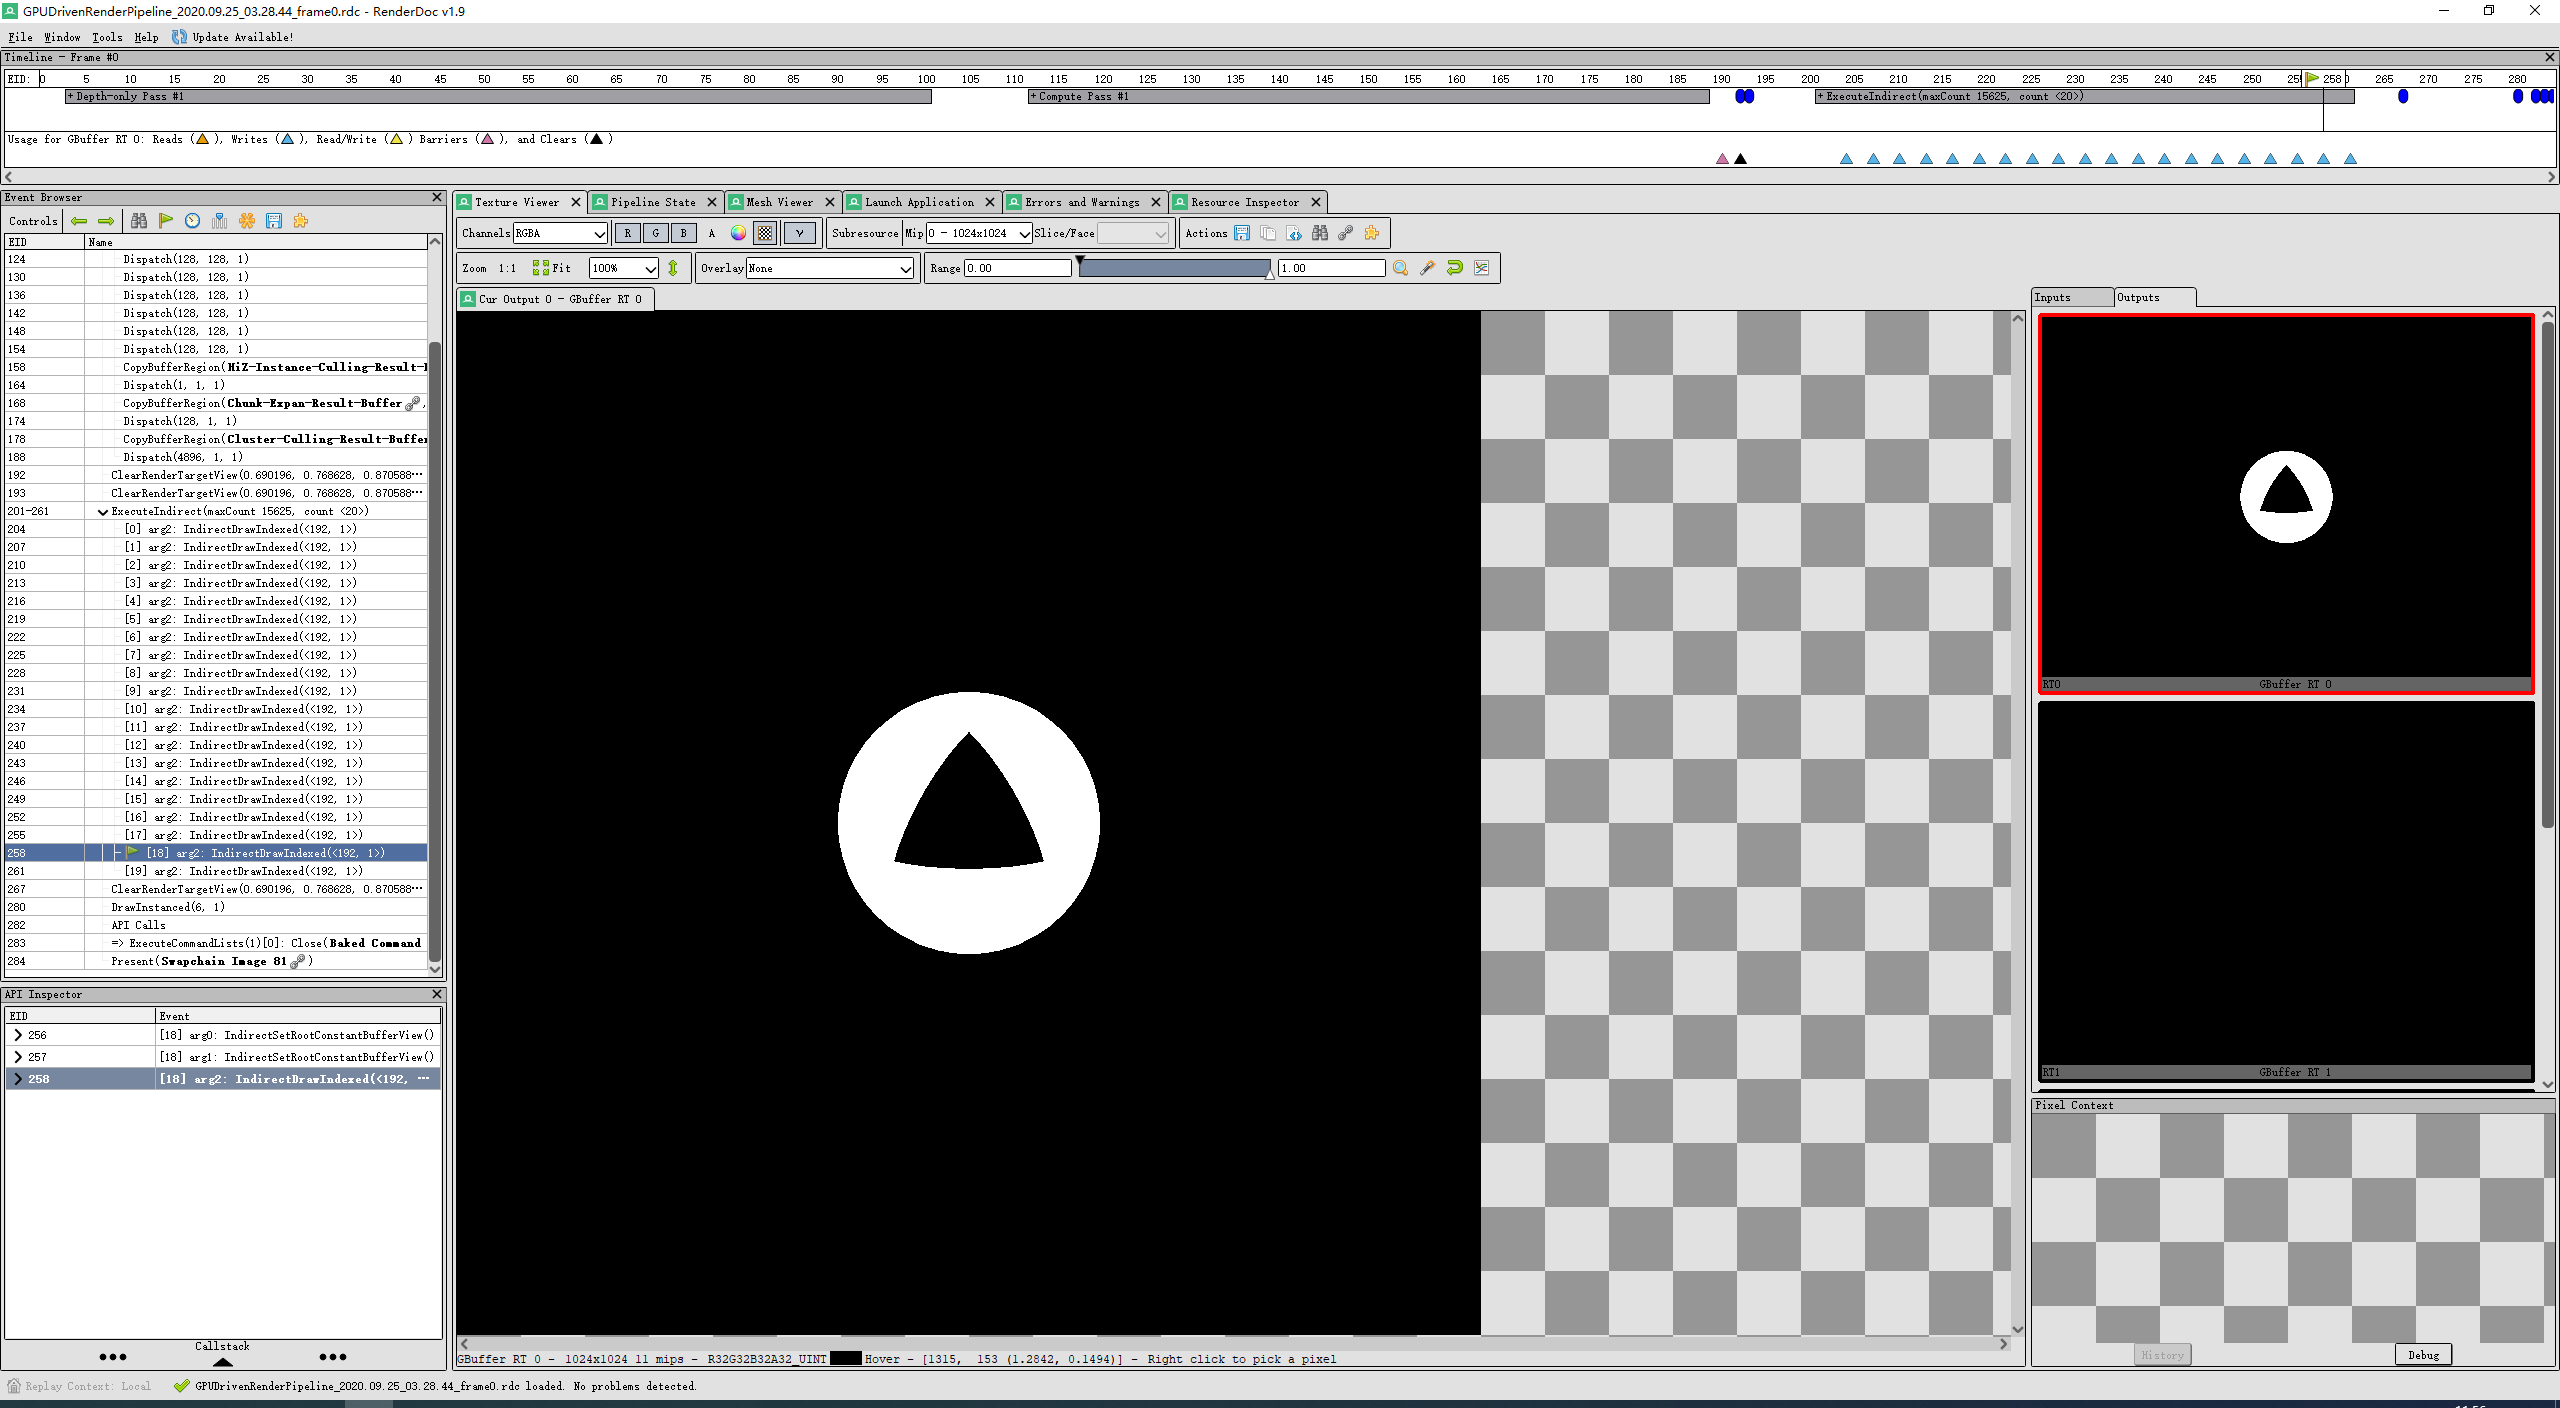 GPUDrivenRenderPipeline_2020.09.25_03.28.44_frame0.rdc - RenderDoc v1.9
File Window Tools Help Update Available!
Timeline - Frame #0
EID: 0 5 10 15 20 25 30 35 40 45 50 55 60 65 70 75 80 85 90 95 100 105 110 115 120 125 130 135 140 145 150 155 160 165 170 175 180 185 190 195 200 205 210 215 220 225 230 235 240 245 250 25 258 0 265 270 275 280
+ Depth-only Pass #1 + Compute Pass #1 + ExecuteIndirect(maxCount 15625, count <20>)
Usage for GBuffer RT 0: Reads ( ), Writes ( ), Read/Write ( ) Barriers ( ), and Clears ( )
Event Browser
Controls
EID Name
124 Dispatch(128, 128, 1)
130 Dispatch(128, 128, 1)
136 Dispatch(128, 128, 1)
142 Dispatch(128, 128, 1)
148 Dispatch(128, 128, 1)
154 Dispatch(128, 128, 1)
158 CopyBufferRegion(HiZ-Instance-Culling-Result-
164 Dispatch(1, 1, 1)
168 CopyBufferRegion(Chunk-Expan-Result-Buffer ,
174 Dispatch(128, 1, 1)
178 CopyBufferRegion(Cluster-Culling-Result-Buffer
188 Dispatch(4896, 1, 1)
192 ClearRenderTargetView(0.690196, 0.768628, 0.870588···
193 ClearRenderTargetView(0.690196, 0.768628, 0.870588···
201-261 ExecuteIndirect(maxCount 15625, count <20>)
204 [0] arg2: IndirectDrawIndexed(<192, 1>)
207 [1] arg2: IndirectDrawIndexed(<192, 1>)
210 [2] arg2: IndirectDrawIndexed(<192, 1>)
213 [3] arg2: IndirectDrawIndexed(<192, 1>)
216 [4] arg2: IndirectDrawIndexed(<192, 1>)
219 [5] arg2: IndirectDrawIndexed(<192, 1>)
222 [6] arg2: IndirectDrawIndexed(<192, 1>)
225 [7] arg2: IndirectDrawIndexed(<192, 1>)
228 [8] arg2: IndirectDrawIndexed(<192, 1>)
231 [9] arg2: IndirectDrawIndexed(<192, 1>)
234 [10] arg2: IndirectDrawIndexed(<192, 1>)
237 [11] arg2: IndirectDrawIndexed(<192, 1>)
240 [12] arg2: IndirectDrawIndexed(<192, 1>)
243 [13] arg2: IndirectDrawIndexed(<192, 1>)
246 [14] arg2: IndirectDrawIndexed(<192, 1>)
249 [15] arg2: IndirectDrawIndexed(<192, 1>)
252 [16] arg2: IndirectDrawIndexed(<192, 1>)
255 [17] arg2: IndirectDrawIndexed(<192, 1>)
258 [18] arg2: IndirectDrawIndexed(<192, 1>)
261 [19] arg2: IndirectDrawIndexed(<192, 1>)
267 ClearRenderTargetView(0.690196, 0.768628, 0.870588···
280 DrawInstanced(6, 1)
282 API Calls
283 => ExecuteCommandLists(1)[0]: Close(Baked Command
284 Present(Swapchain Image 81 )
API Inspector
EID Event
256 [18] arg0: IndirectSetRootConstantBufferView()
257 [18] arg1: IndirectSetRootConstantBufferView()
258 [18] arg2: IndirectDrawIndexed(<192, ···
Callstack
Texture Viewer Pipeline State Mesh Viewer Launch Application Errors and Warnings Resource Inspector
Channels RGBA R G B A γ Subresource Mip 0 - 1024x1024 Slice/Face Actions
Zoom 1:1 Fit 100% Overlay None Range 0.00 1.00
Cur Output 0 - GBuffer RT 0
GBuffer RT 0 - 1024x1024 11 mips - R32G32B32A32_UINT Hover - [1315, 153 (1.2842, 0.1494)] - Right click to pick a pixel
Inputs Outputs
RT0 GBuffer RT 0
RT1 GBuffer RT 1
Pixel Context
History Debug
Replay Context: Local GPUDrivenRenderPipeline_2020.09.25_03.28.44_frame0.rdc loaded. No problems detected.